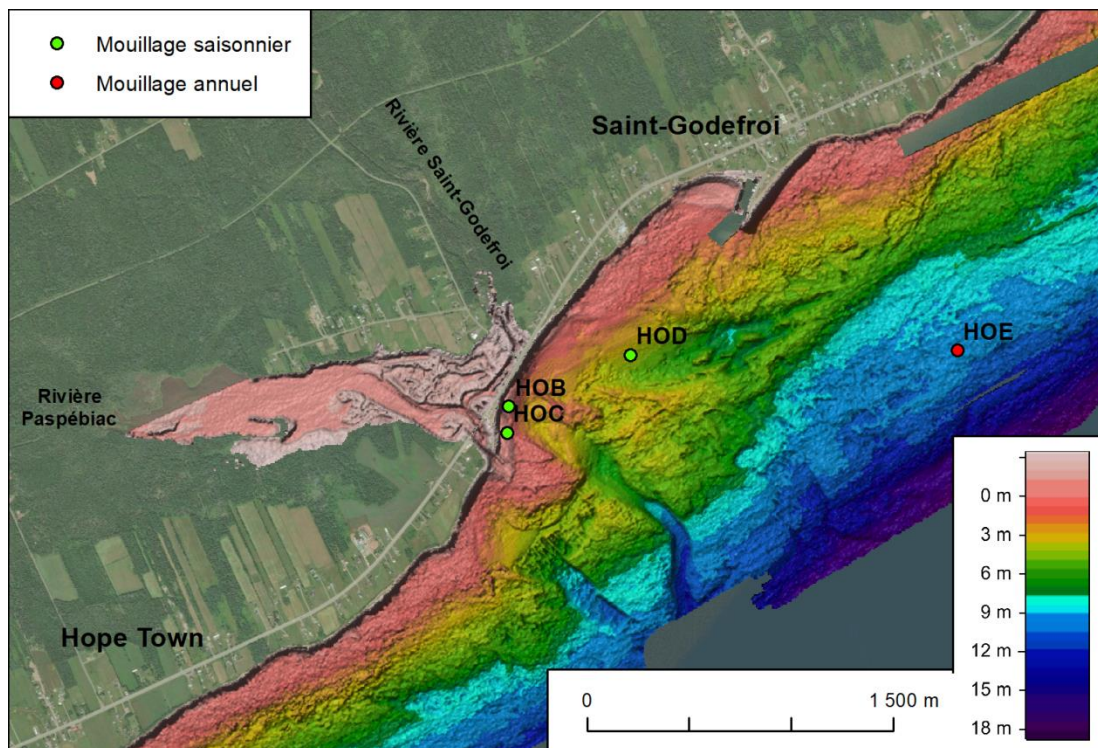 Mouillage saisonnier
Mouillage annuel
Rivière Saint-Godefroi
Saint-Godefroi
HOD
HOE
HOB
HOC
Rivière
Paspébiac
Hope Town
0 m
3 m
6 m
9 m
12 m
15 m
18 m
0
1 500 m